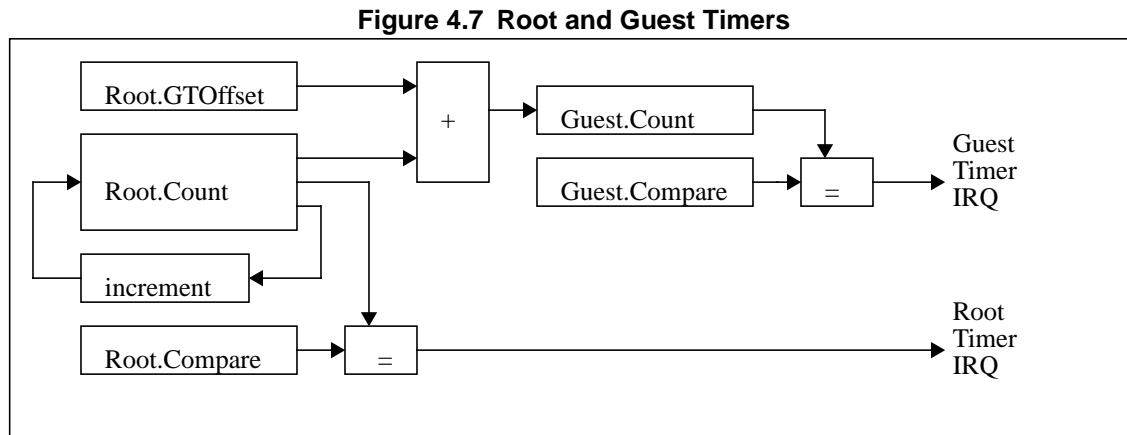 Figure 4.7 Root and Guest Timers
Root.GTOffset
+
Guest.Count
Root.Count
Guest.Compare
=
Guest
Timer
IRQ
increment
Root.Compare
=
Root
Timer
IRQ